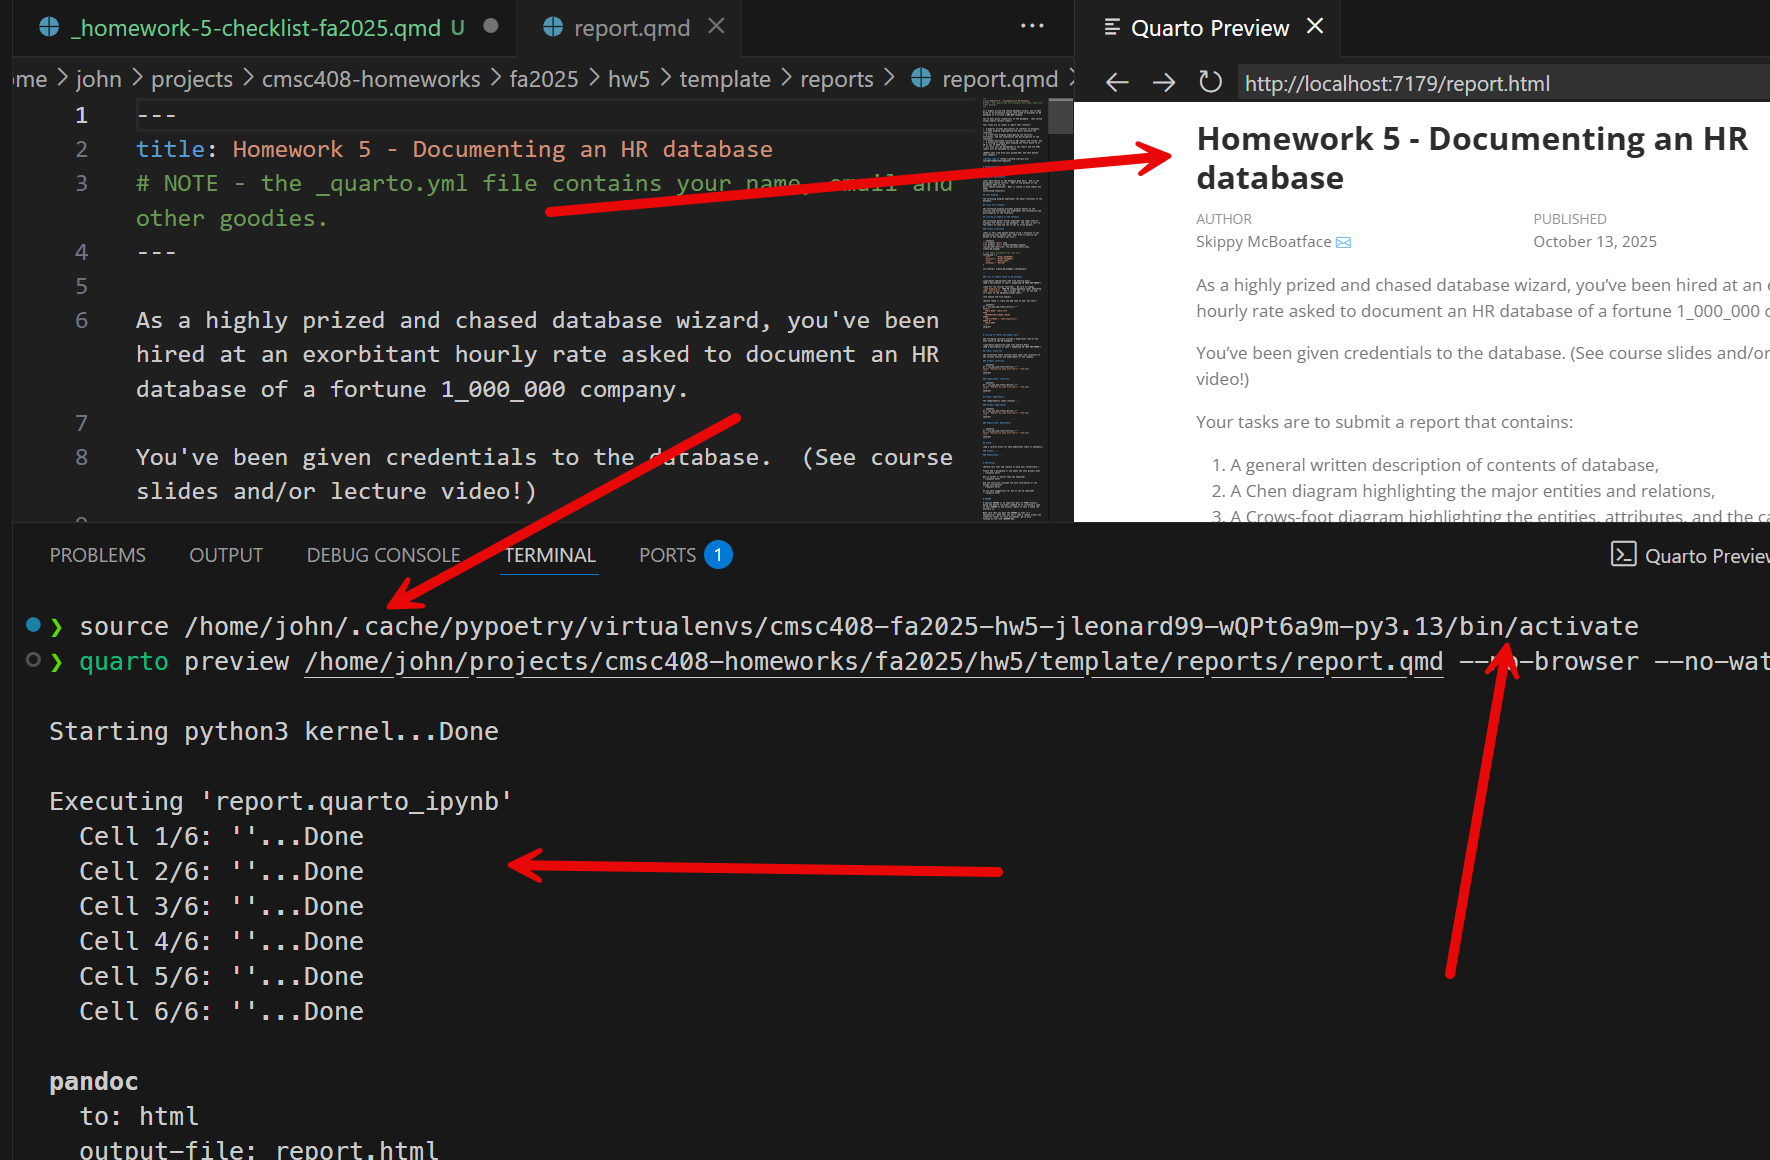 _homework-5-checklist-fa2025.qmd U
report.qmd
Quarto Preview
me > john > projects > cmsc408-homeworks > fa2025 > hw5 > template > reports > report.qmd >
http://localhost:7179/report.html
1 ---
2 title: Homework 5 - Documenting an HR database
3 # NOTE - the _quarto.yml file contains your name, email and
other goodies.
4 ---
5
6 As a highly prized and chased database wizard, you've been
hired at an exorbitant hourly rate asked to document an HR
database of a fortune 1_000_000 company.
7
8 You've been given credentials to the database.  (See course
slides and/or lecture video!)
Homework 5 - Documenting an HR
database
AUTHOR
PUBLISHED
Skippy McBoatface
October 13, 2025
As a highly prized and chased database wizard, you've been hired at an
hourly rate asked to document an HR database of a fortune 1_000_000
You've been given credentials to the database. (See course slides and/or
video!)
Your tasks are to submit a report that contains:
1. A general written description of contents of database,
2. A Chen diagram highlighting the major entities and relations,
3. A Crows-foot diagram highlighting the entities, attributes, and the
PROBLEMS OUTPUT DEBUG CONSOLE TERMINAL PORTS 1
Quarto Preview
❯ source /home/john/.cache/pypoetry/virtualenvs/cmsc408-fa2025-hw5-jleonard99-wQPt6a9m-py3.13/bin/activate
❯ quarto preview /home/john/projects/cmsc408-homeworks/fa2025/hw5/template/reports/report.qmd --no-browser --no-wat
Starting python3 kernel...Done
Executing 'report.quarto_ipynb'
Cell 1/6: ''...Done
Cell 2/6: ''...Done
Cell 3/6: ''...Done
Cell 4/6: ''...Done
Cell 5/6: ''...Done
Cell 6/6: ''...Done
pandoc
to: html
output-file: report.html